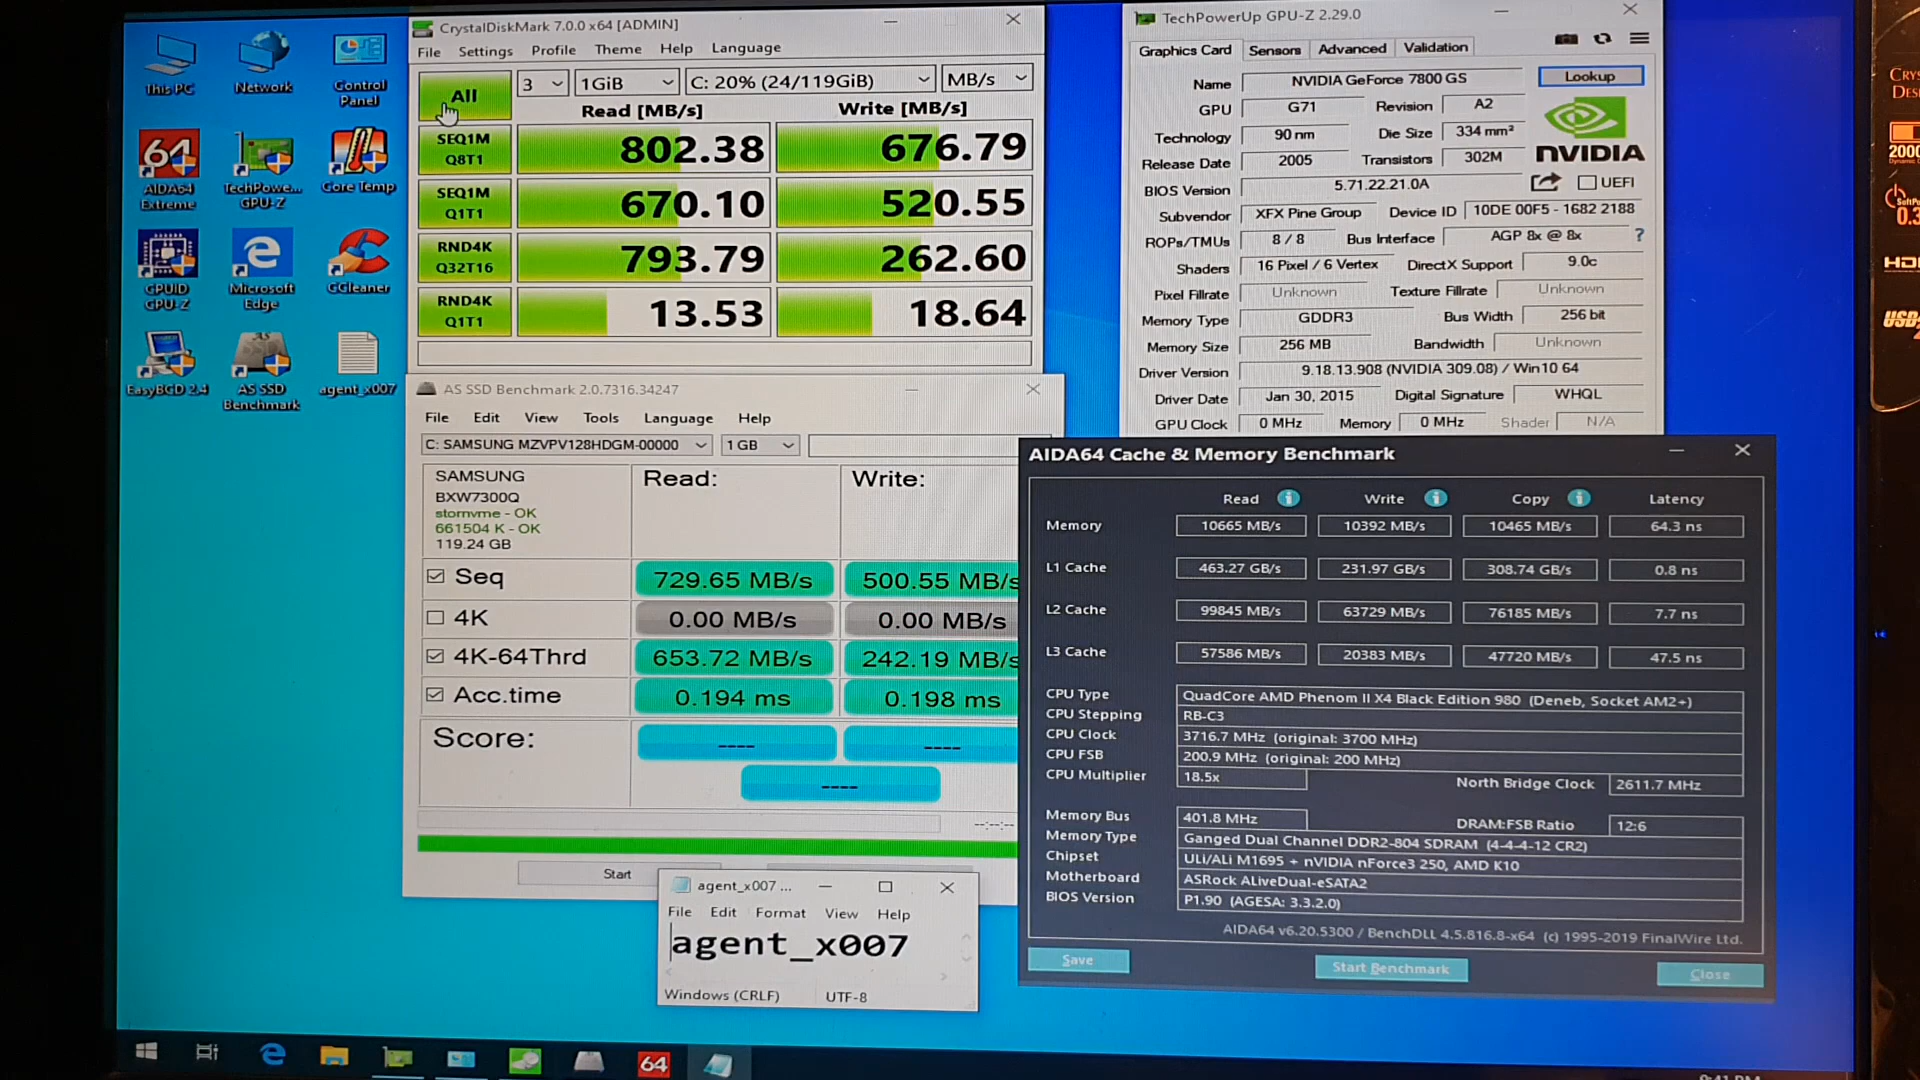 This PC
Network
Control Panel
AIDA64 Extreme
TechPowe... GPU-Z
Core Temp
CPUID GPU-Z
Microsoft Edge
CCleaner
EasyBCD 2.4
AS SSD Benchmark
agent_x007
CrystalDiskMark 7.0.0 x64 [ADMIN]
File Settings Profile Theme Help Language
All 3 1GiB C: 20% (24/119GiB) MB/s
Read [MB/s] Write [MB/s]
SEQ1M Q8T1 802.38 676.79
SEQ1M Q1T1 670.10 520.55
RND4K Q32T16 793.79 262.60
RND4K Q1T1 13.53 18.64
AS SSD Benchmark 2.0.7316.34247
File Edit View Tools Language Help
C: SAMSUNG MZVPV128HDGM-00000 1 GB
SAMSUNG
BXW7300Q
stornvme - OK
661504 K - OK
119.24 GB
Read: Write:
Seq 729.65 MB/s 500.55 MB/s
4K 0.00 MB/s 0.00 MB/s
4K-64Thrd 653.72 MB/s 242.19 MB/s
Acc.time 0.194 ms 0.198 ms
Score: ---- ----
----
--:--:--
Start
agent_x007 ...
File Edit Format View Help
agent_x007
Windows (CRLF) UTF-8
TechPowerUp GPU-Z 2.29.0
Graphics Card Sensors Advanced Validation
Name NVIDIA GeForce 7800 GS Lookup
GPU G71 Revision A2
Technology 90 nm Die Size 334 mm²
Release Date 2005 Transistors 302M
NVIDIA
BIOS Version 5.71.22.21.0A UEFI
Subvendor XFX Pine Group Device ID 10DE 00F5 - 1682 2188
ROPs/TMUs 8 / 8 Bus Interface AGP 8x @ 8x ?
Shaders 16 Pixel / 6 Vertex DirectX Support 9.0c
Pixel Fillrate Unknown Texture Fillrate Unknown
Memory Type GDDR3 Bus Width 256 bit
Memory Size 256 MB Bandwidth Unknown
Driver Version 9.18.13.908 (NVIDIA 309.08) / Win10 64
Driver Date Jan 30, 2015 Digital Signature WHQL
GPU Clock 0 MHz Memory 0 MHz Shader N/A
AIDA64 Cache & Memory Benchmark
Read Write Copy Latency
Memory 10665 MB/s 10392 MB/s 10465 MB/s 64.3 ns
L1 Cache 463.27 GB/s 231.97 GB/s 308.74 GB/s 0.8 ns
L2 Cache 99845 MB/s 63729 MB/s 76185 MB/s 7.7 ns
L3 Cache 57586 MB/s 20383 MB/s 47720 MB/s 47.5 ns
CPU Type QuadCore AMD Phenom II X4 Black Edition 980 (Deneb, Socket AM2+)
CPU Stepping RB-C3
CPU Clock 3716.7 MHz (original: 3700 MHz)
CPU FSB 200.9 MHz (original: 200 MHz)
CPU Multiplier 18.5x North Bridge Clock 2611.7 MHz
Memory Bus 401.8 MHz DRAM:FSB Ratio 12:6
Memory Type Ganged Dual Channel DDR2-804 SDRAM (4-4-4-12 CR2)
Chipset ULi/ALi M1695 + nVIDIA nForce3 250, AMD K10
Motherboard ASRock ALiveDual-eSATA2
BIOS Version P1.90 (AGESA: 3.3.2.0)
AIDA64 v6.20.5300 / BenchDLL 4.5.816.8-x64 (c) 1995-2019 FinalWire Ltd.
Save Start Benchmark Close
64